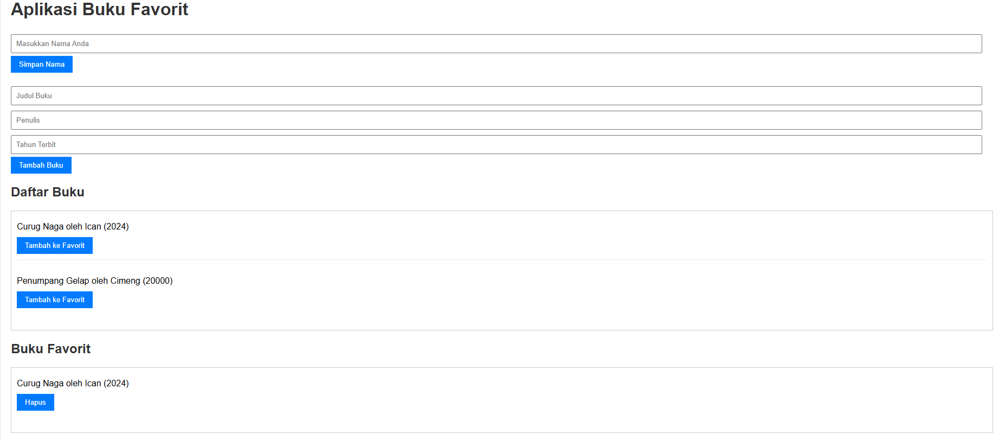 Aplikasi Buku Favorit
Masukkan Nama Anda
Simpan Nama
Judul Buku
Penulis
Tahun Terbit
Tambah Buku
Daftar Buku
Curug Naga oleh Ican (2024)
Tambah ke Favorit
Penumpang Gelap oleh Cimeng (20000)
Tambah ke Favorit
Buku Favorit
Curug Naga oleh Ican (2024)
Hapus